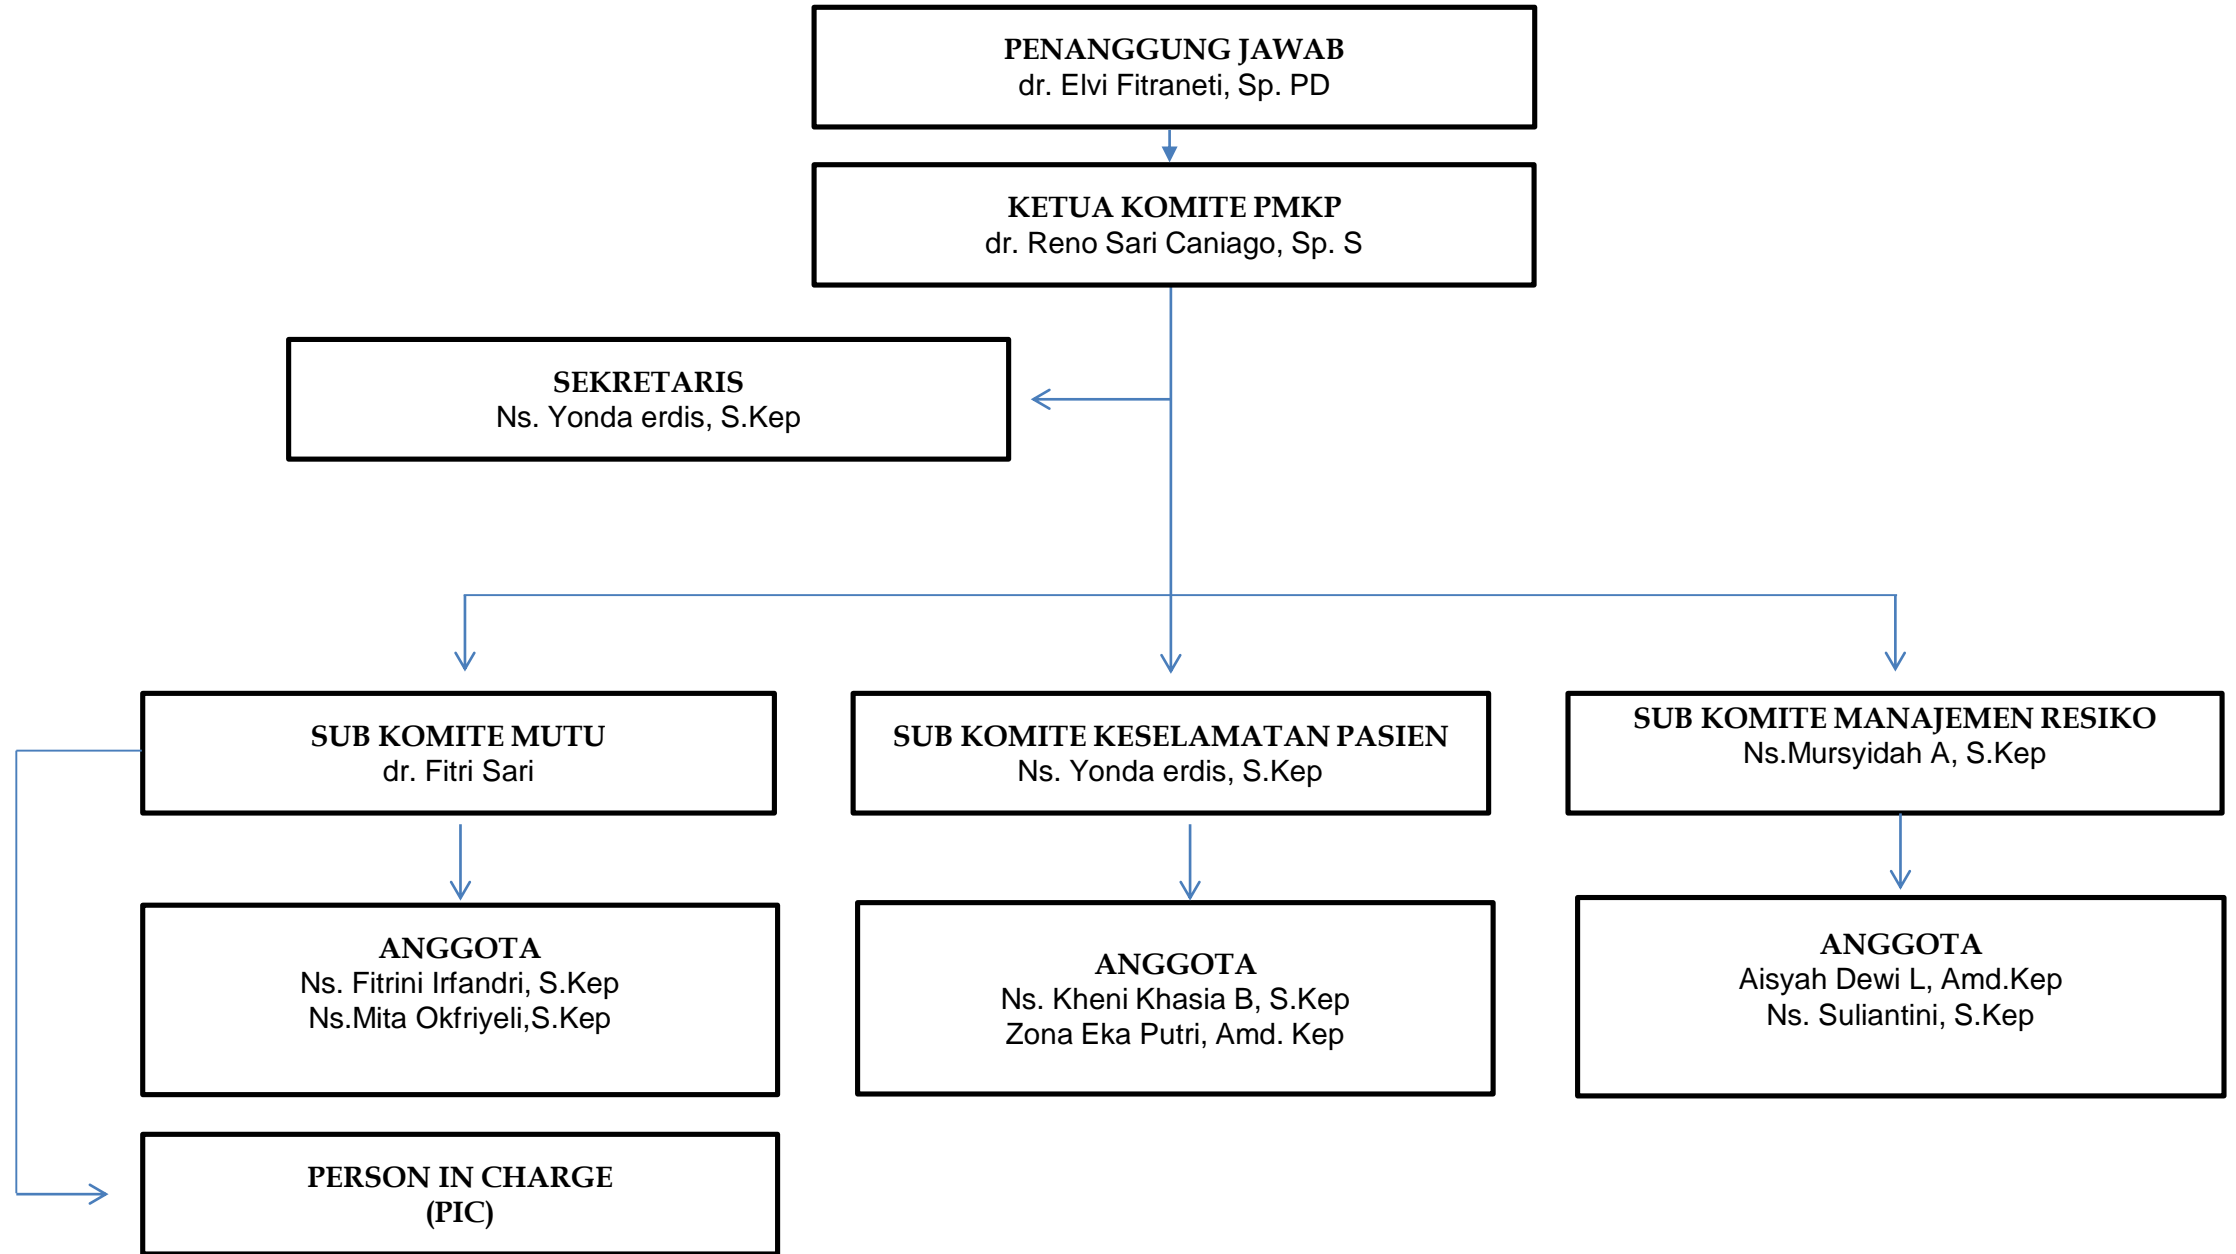 PENANGGUNG JAWAB
dr. Elvi Fitraneti, Sp. PD
KETUA KOMITE PMKP
dr. Reno Sari Caniago, Sp. S
SEKRETARIS
Ns. Yonda erdis, S.Kep
SUB KOMITE MUTU
dr. Fitri Sari
SUB KOMITE KESELAMATAN PASIEN
Ns. Yonda erdis, S.Kep
SUB KOMITE MANAJEMEN RESIKO
Ns.Mursyidah A, S.Kep
ANGGOTA
Ns. Fitrini Irfandri, S.Kep
Ns.Mita Okfriyeli,S.Kep
ANGGOTA
Ns. Kheni Khasia B, S.Kep
Zona Eka Putri, Amd. Kep
ANGGOTA
Aisyah Dewi L, Amd.Kep
Ns. Suliantini, S.Kep
PERSON IN CHARGE
(PIC)